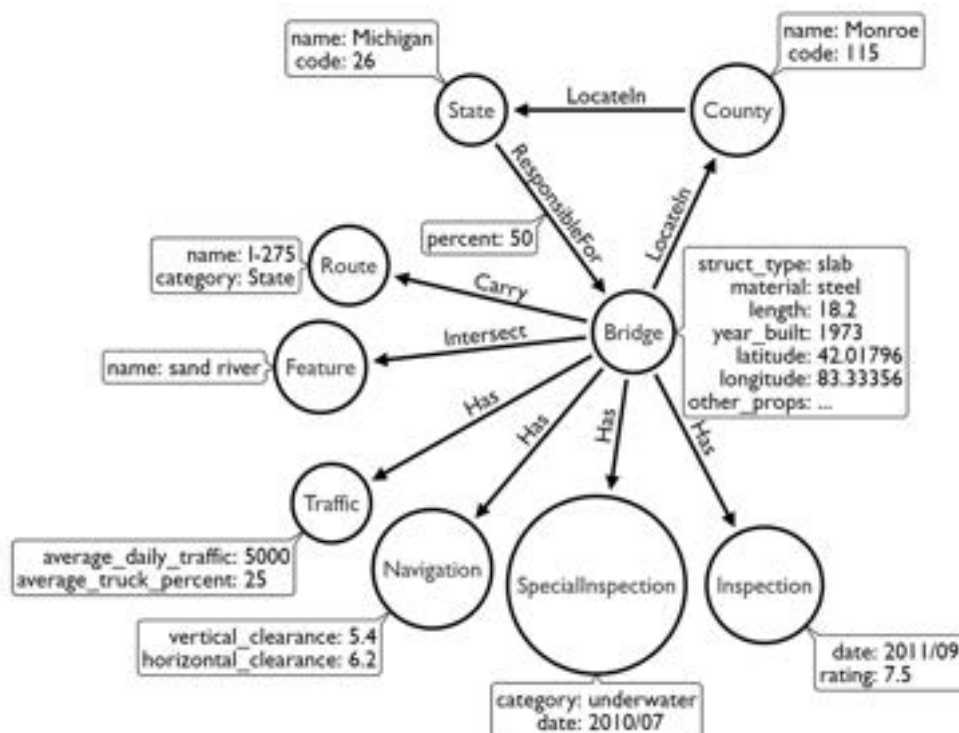 name: Michigan
code: 26
name: Monroe
code: 115
State
LocateIn
County
ResponsibleFor
percent: 50
LocateIn
name: I-275
category: State
Route
Carry
Bridge
struct_type: slab
material: steel
length: 18.2
year_built: 1973
latitude: 42.01796
longitude: 83.33356
other_props: ...
Intersect
name: sand river
Feature
Has
Has
Has
Has
Traffic
average_daily_traffic: 5000
average_truck_percent: 25
Navigation
vertical_clearance: 5.4
horizontal_clearance: 6.2
SpecialInspection
category: underwater
date: 2010/07
Inspection
date: 2011/09
rating: 7.5